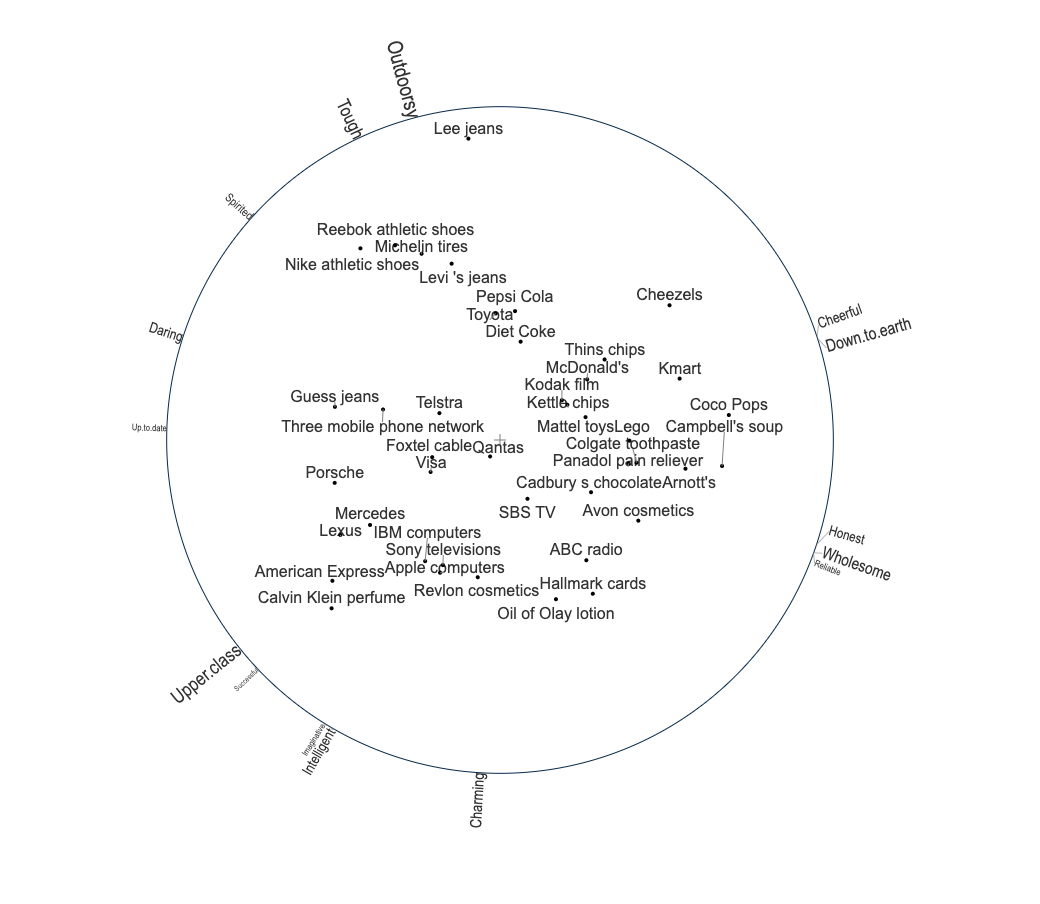 Outdoorsy
Tough
Lee jeans
Spirited
Reebok athletic shoes
Michelin tires
Nike athletic shoes
Levi 's jeans
Pepsi Cola
Cheezels
Toyota
Cheerful
Daring
Diet Coke
Down.to.earth
Thins chips
McDonald's
Kmart
Kodak film
Guess jeans
Telstra
Kettle chips
Coco Pops
Up.to.date
Three mobile phone network
Mattel toys
Lego
Campbell's soup
Foxtel cable
Qantas
Colgate toothpaste
Visa
Panadol pain reliever
Porsche
Cadbury s chocolate
Arnott's
Mercedes
SBS TV
Avon cosmetics
Lexus
IBM computers
Honest
Sony televisions
ABC radio
Wholesome
American Express
Apple computers
Reliable
Revlon cosmetics
Hallmark cards
Calvin Klein perfume
Oil of Olay lotion
Upper.class
Successful
Imaginative
Intelligent
Charming